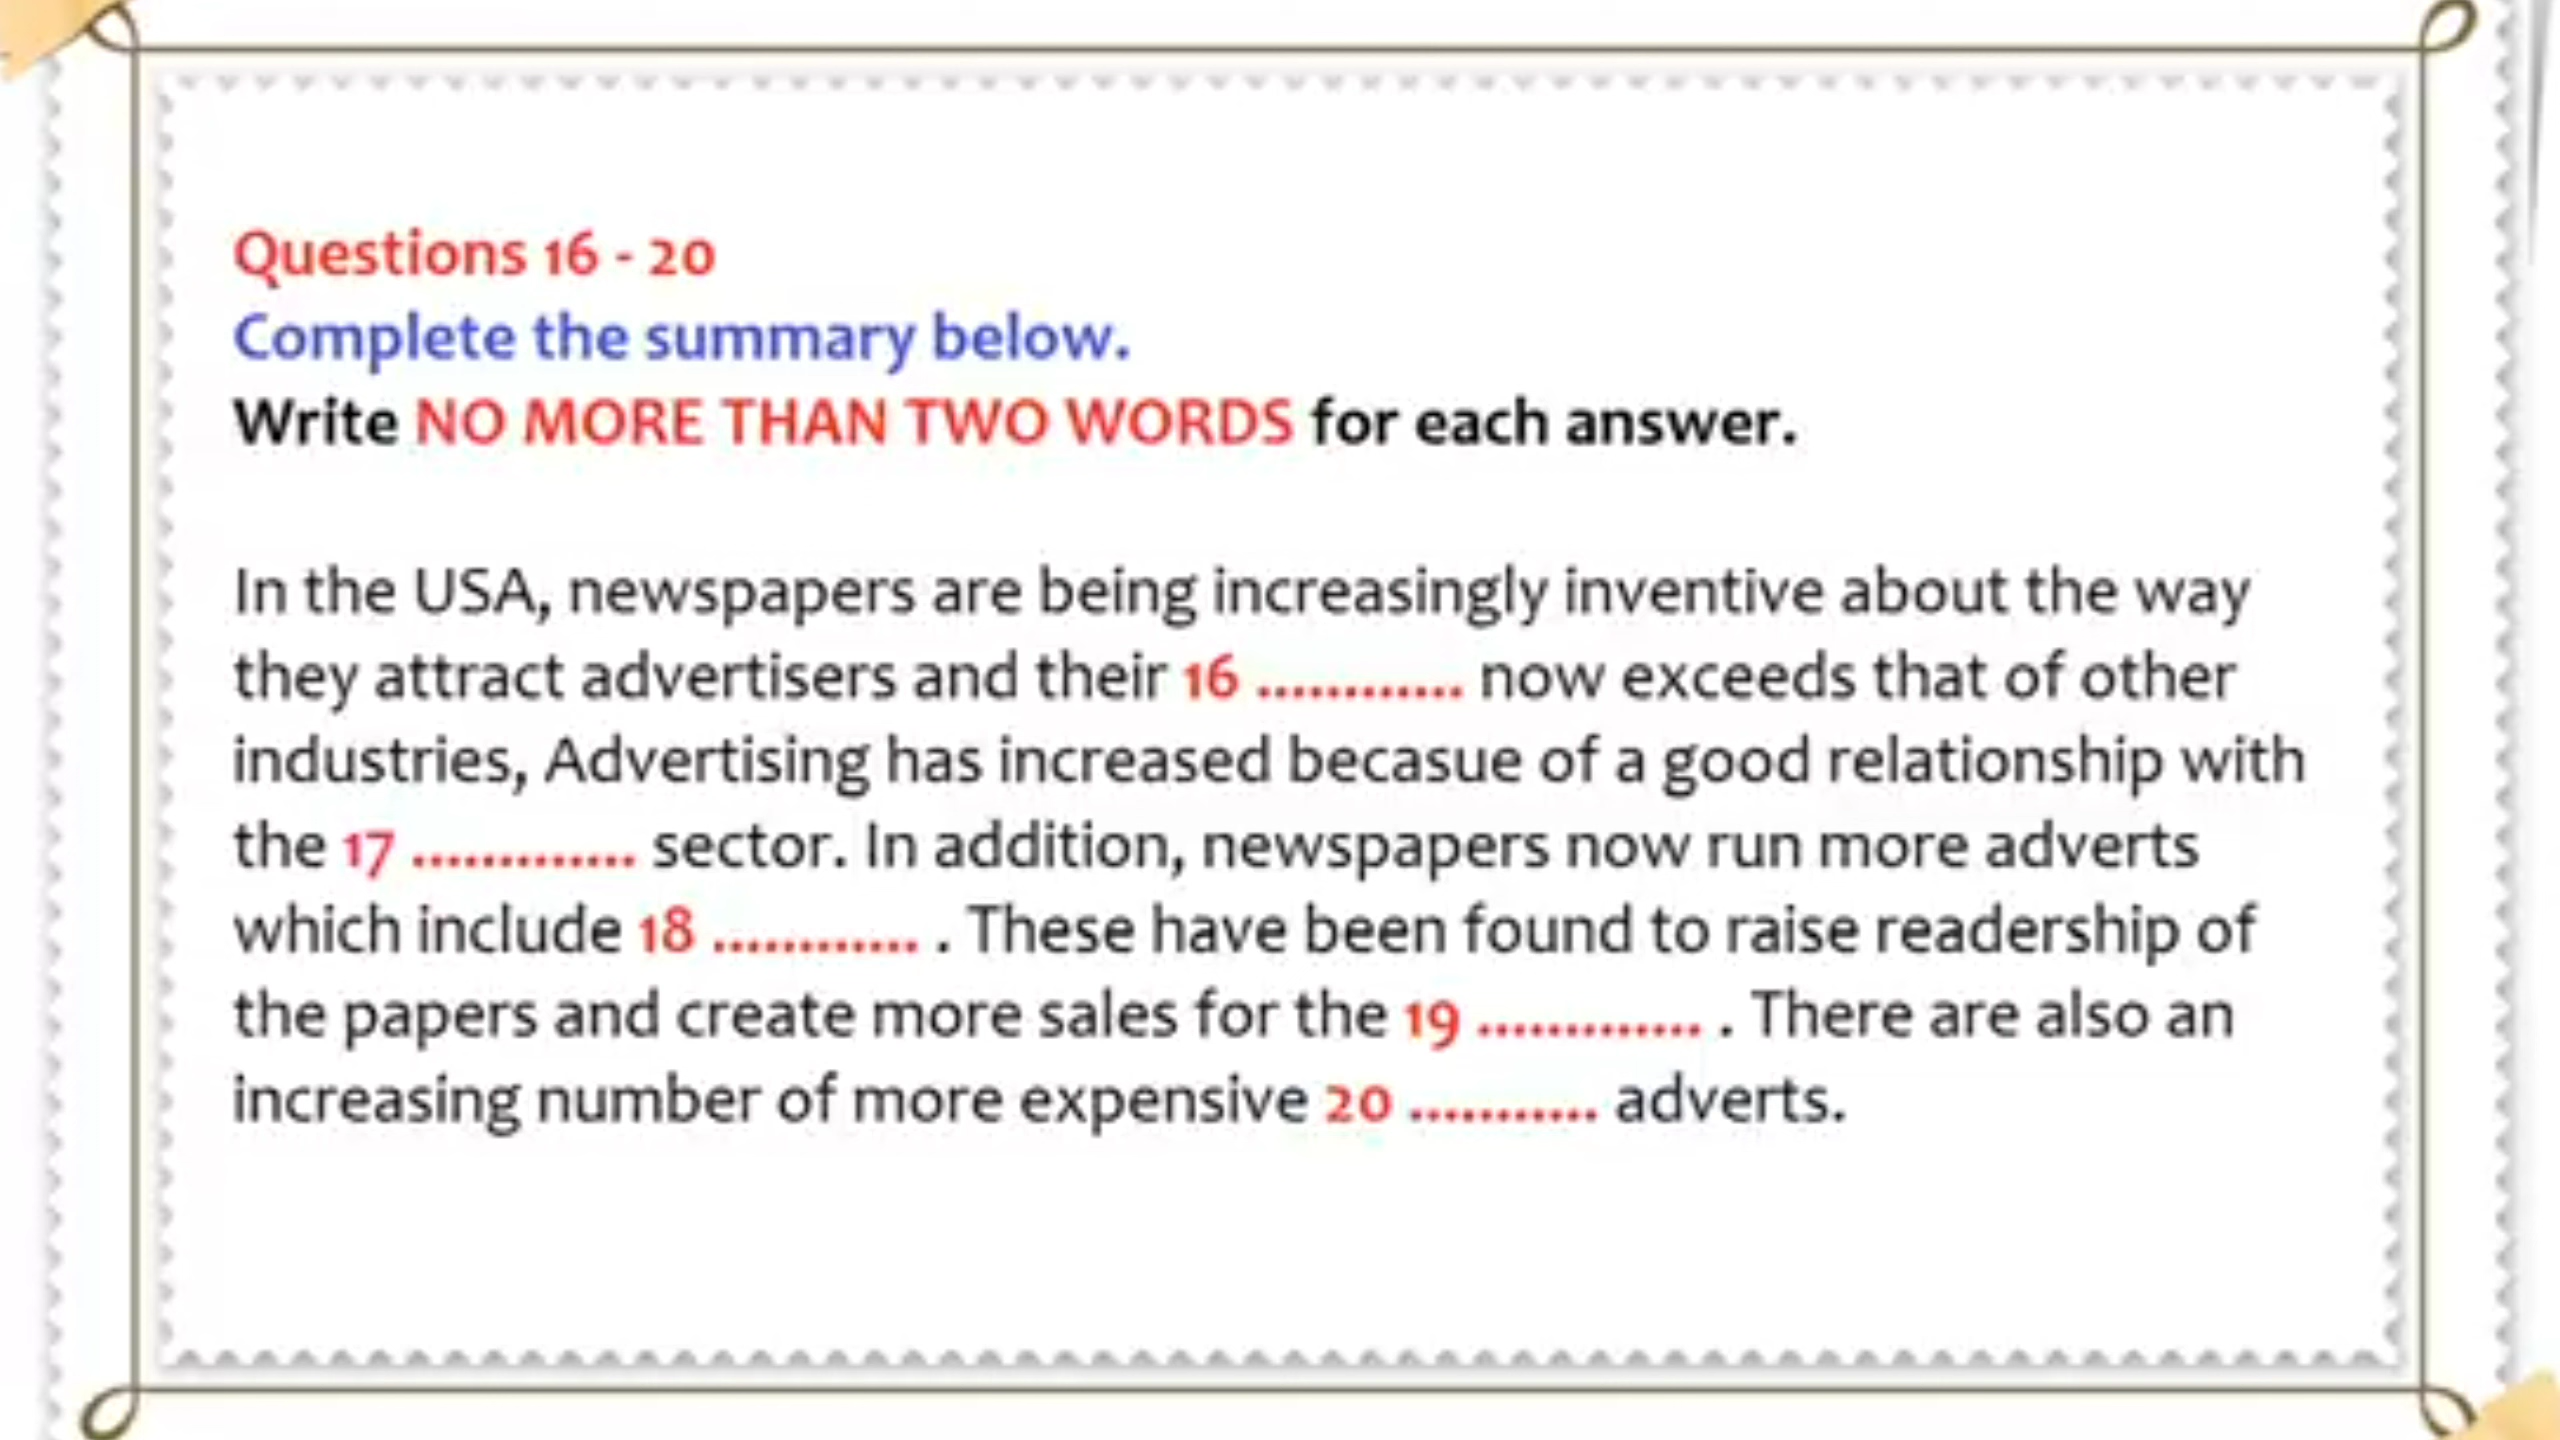 Questions 16 - 20
Complete the summary below.
Write NO MORE THAN TWO WORDS for each answer.
In the USA, newspapers are being increasingly inventive about the way
they attract advertisers and their 16 ............ now exceeds that of other
industries, Advertising has increased becasue of a good relationship with
the 17 ............. sector. In addition, newspapers now run more adverts
which include 18 ............ . These have been found to raise readership of
the papers and create more sales for the 19 ............. . There are also an
increasing number of more expensive 20 ........... adverts.